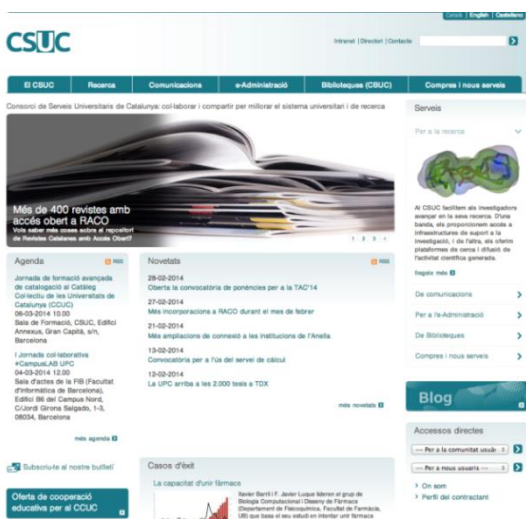 Català | English | Castellano
CSUC
Intranet | Directori | Contacte
El CSUC
Recerca
Comunicacions
e-Administració
Biblioteques (CBUC)
Compres i nous serveis
Consorci de Serveis Universitaris de Catalunya: col·laborar i compartir per millorar el sistema universitari i de recerca
Més de 400 revistes amb
accés obert a RACO
Vols saber més coses sobre el repositori
de Revistes Catalanes amb Accés Obert?
1 2 3 4
Serveis
Per a la recerca
Al CSUC facilitem als investigadors
avançar en la seva recerca. D'una
banda, els proporcionem accés a
infraestructures de suport a la
investigació, i de l'altra, els oferim
plataformes de cerca i difusió de
l'activitat científica generada.
llegeix més
De comunicacions
Per a l'e-Administració
De Biblioteques
Compres i nous serveis
Agenda
RSS
Jornada de formació avançada
de catalogació al Catàleg
Col·lectiu de les Universitats de
Catalunya (CCUC)
06-03-2014 10.00
Sala de Formació, CSUC, Edifici
Annexus, Gran Capità, s/n,
Barcelona
I Jornada col·laborativa
#CampusLAB UPC
04-03-2014 12.00
Sala d'actes de la FIB (Facultat
d'Informàtica de Barcelona),
Edifici B6 del Campus Nord,
C/Jordi Girona Salgado, 1-3,
08034, Barcelona
més agenda
Novetats
RSS
28-02-2014
Oberta la convocatòria de ponències per a la TAC'14
27-02-2014
Més incorporacions a RACO durant el mes de febrer
21-02-2014
Més ampliacions de connexió a les institucions de l'Anella
13-02-2014
Convocatòria per a l'ús del servei de càlcul
12-02-2014
La UPC arriba a les 2.000 tesis a TDX
més novetats
Blog
Accessos directes
--- Per a la comunitat usuàr
--- Per a nous usuaris ---
On som
Perfil del contractant
Subscriu-te al nostre butlletí
Oferta de cooperació
educativa per al CCUC
Casos d'èxit
La capacitat d'unir fàrmacs
Xavier Barril i F. Javier Luque lideren el grup de
Biologia Computacional i Disseny de Fàrmacs
(Departament de Fisicoquímica, Facultat de Farmàcia,
UB) que basa el seu estudi en intentar unir fàrmacs